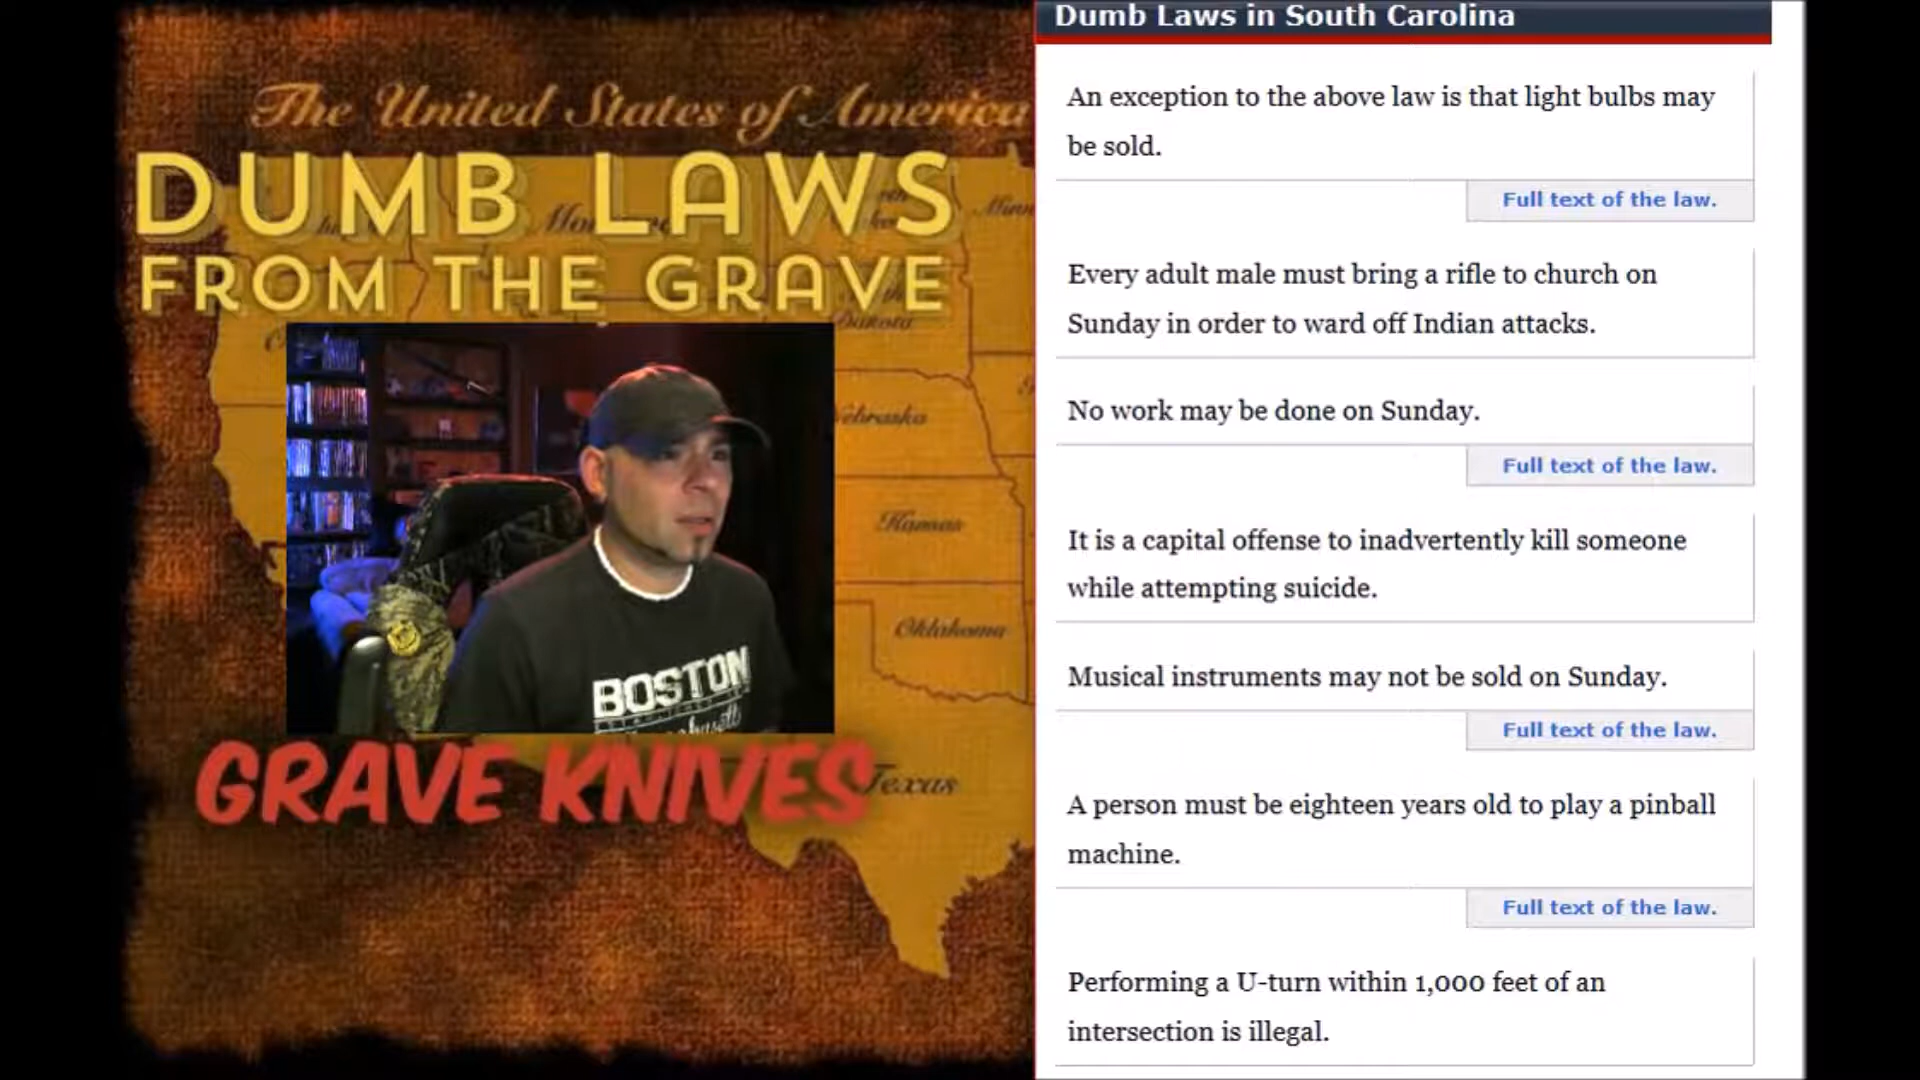 The United States of America
DUMB LAWS
FROM THE GRAVE
Dakota
Nebraska
Kansas
Oklahoma
Texas
BOSTON
GRAVE KNIVES
Dumb Laws in South Carolina
An exception to the above law is that light bulbs may
be sold.
Full text of the law.
Every adult male must bring a rifle to church on
Sunday in order to ward off Indian attacks.
No work may be done on Sunday.
Full text of the law.
It is a capital offense to inadvertently kill someone
while attempting suicide.
Musical instruments may not be sold on Sunday.
Full text of the law.
A person must be eighteen years old to play a pinball
machine.
Full text of the law.
Performing a U-turn within 1,000 feet of an
intersection is illegal.